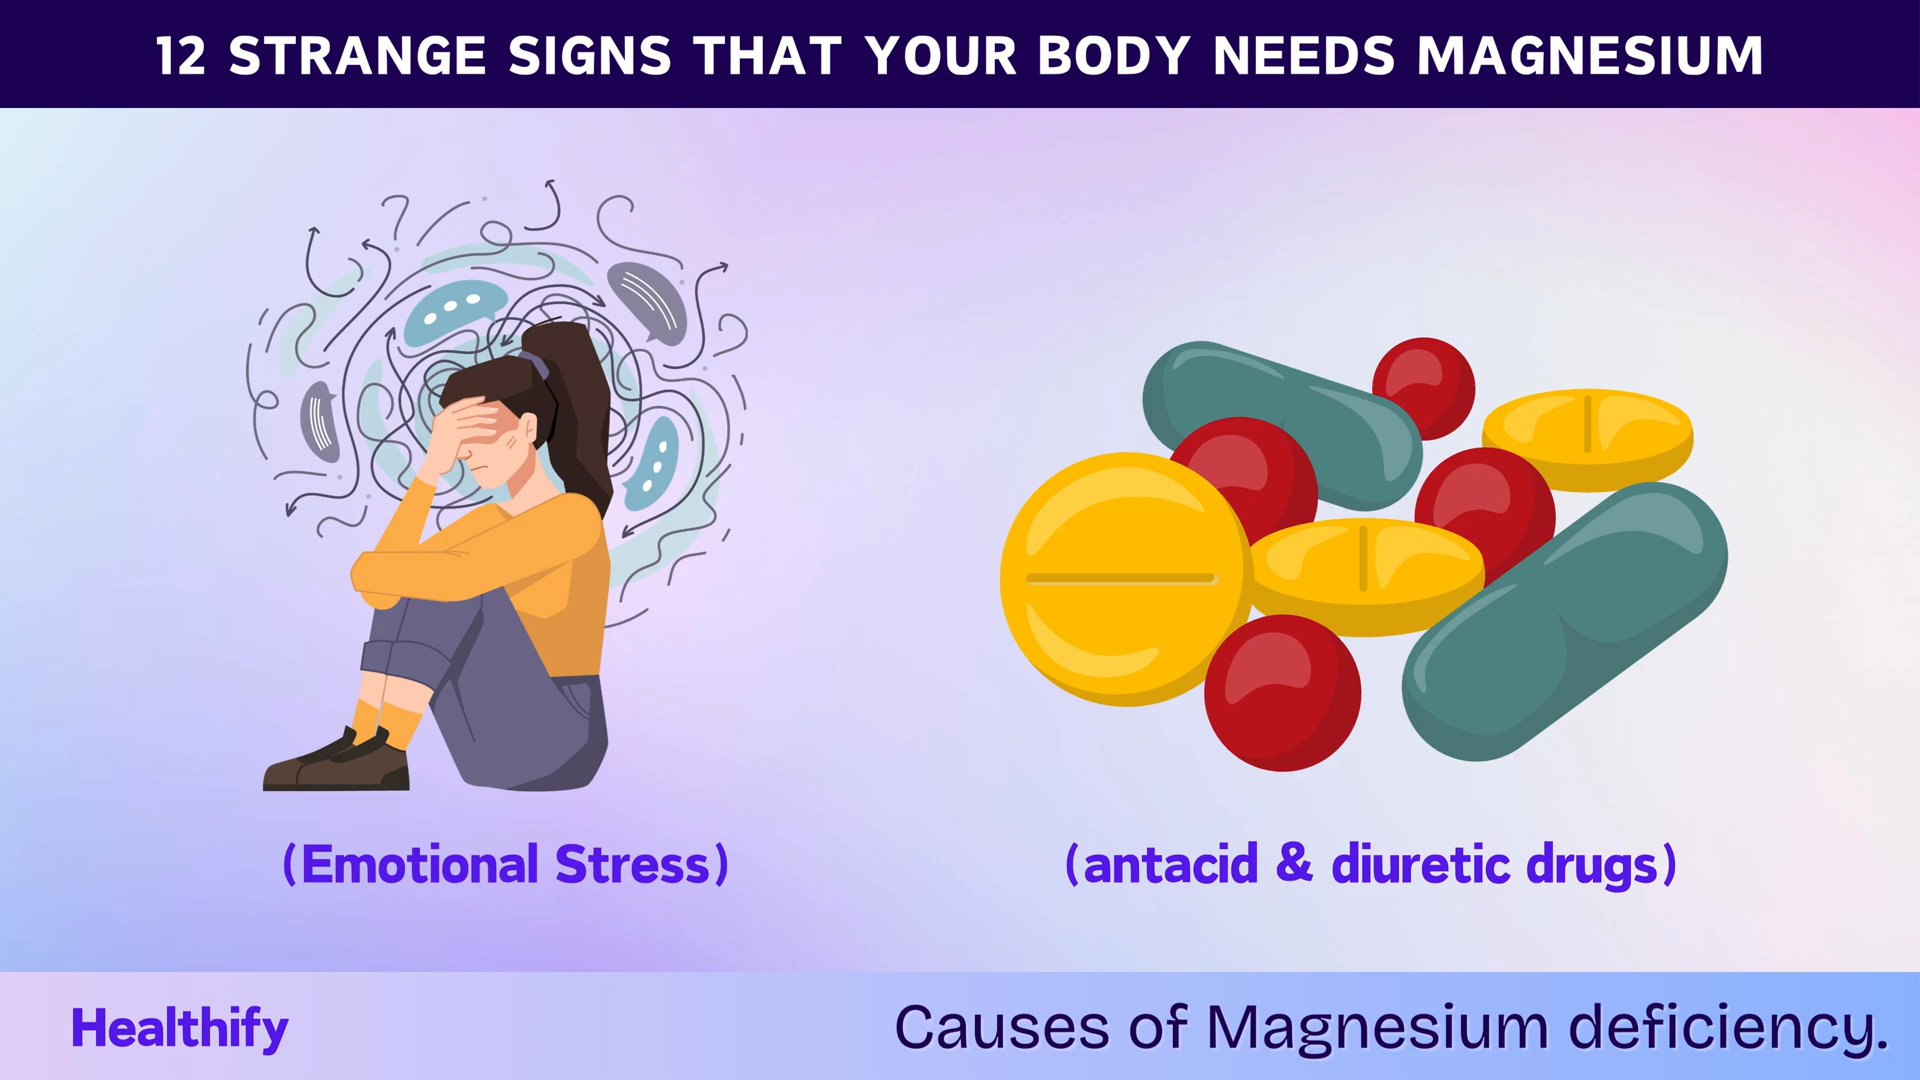 12 STRANGE SIGNS THAT YOUR BODY NEEDS MAGNESIUM
(Emotional Stress)
(antacid & diuretic drugs)
Healthify
Causes of Magnesium deficiency.